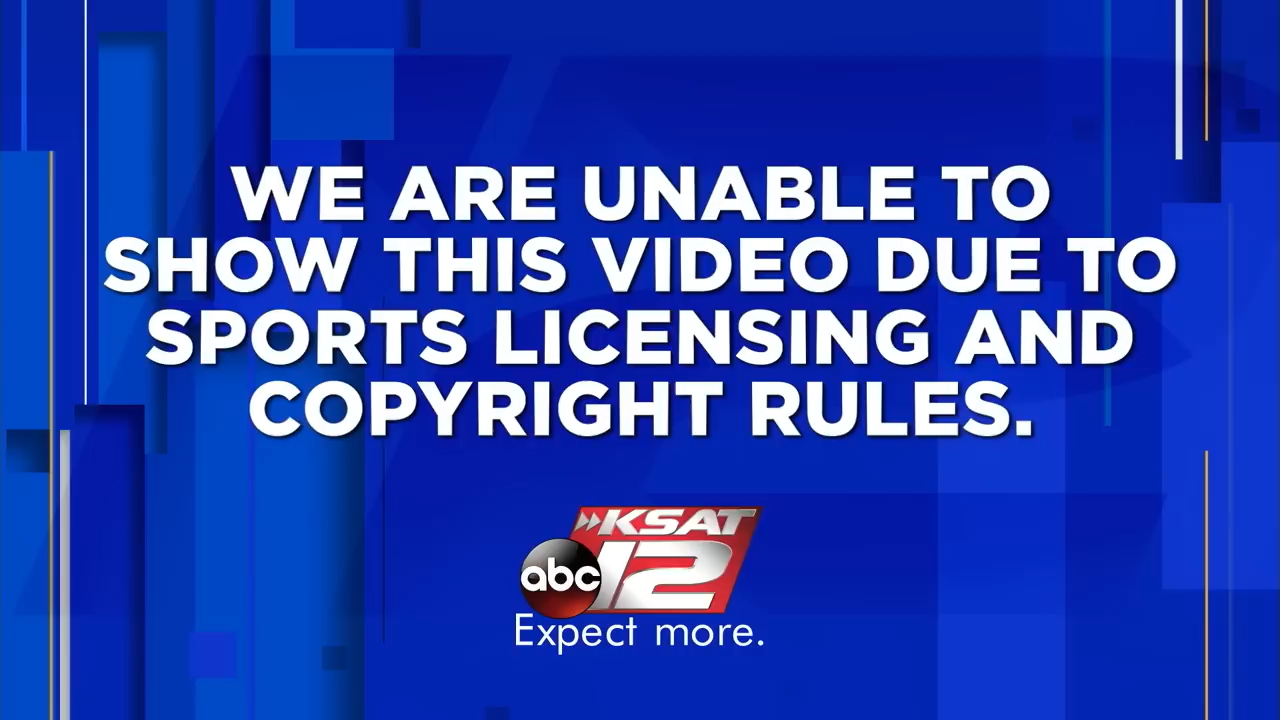 WE ARE UNABLE TO
SHOW THIS VIDEO DUE TO
SPORTS LICENSING AND
COPYRIGHT RULES.
KSAT
abc 12
Expect more.